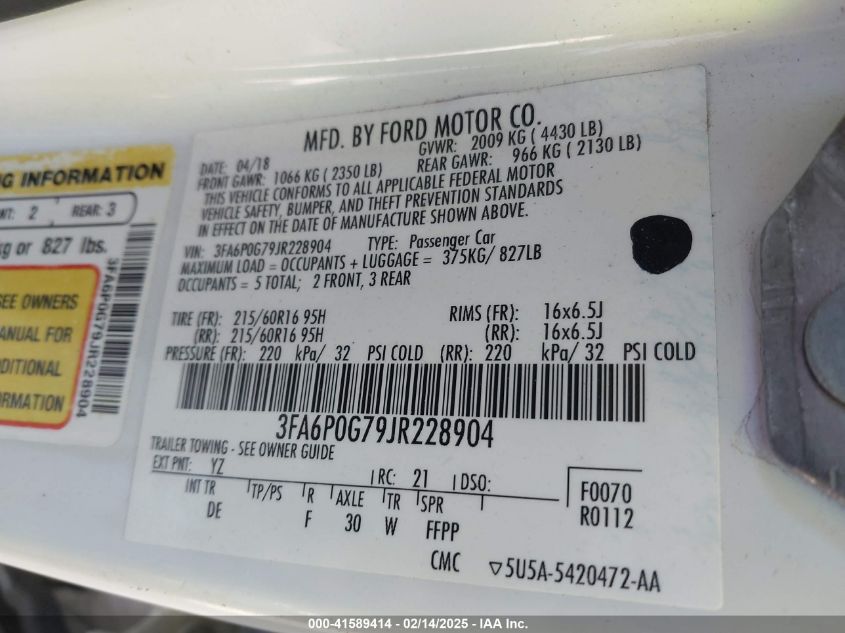 NG INFORMATION
NT: 2 REAR: 3
kg or 827 lbs.
SEE OWNERS
MANUAL FOR
ADDITIONAL
FORMATION
3FA6P0G79JR228904
MFD. BY FORD MOTOR CO.
DATE: 04/18 GVWR: 2009 KG ( 4430 LB)
FRONT GAWR: 1066 KG ( 2350 LB) REAR GAWR: 966 KG ( 2130 LB)
THIS VEHICLE CONFORMS TO ALL APPLICABLE FEDERAL MOTOR
VEHICLE SAFETY, BUMPER, AND THEFT PREVENTION STANDARDS
IN EFFECT ON THE DATE OF MANUFACTURE SHOWN ABOVE.
VIN: 3FA6P0G79JR228904 TYPE: Passenger Car
MAXIMUM LOAD = OCCUPANTS + LUGGAGE = 375KG/ 827LB
OCCUPANTS = 5 TOTAL; 2 FRONT, 3 REAR
TIRE (FR): 215/60R16 95H RIMS (FR): 16x6.5J
(RR): 215/60R16 95H (RR): 16x6.5J
PRESSURE (FR): 220 kPa/ 32 PSI COLD (RR): 220 kPa/ 32 PSI COLD
3FA6P0G79JR228904
TRAILER TOWING - SEE OWNER GUIDE
EXT PNT: YZ RC: 21 DSO:
INT TR TP/PS R AXLE TR SPR F0070
DE F 30 W FFPP R0112
CMC ▽5U5A-5420472-AA
000-41589414 - 02/14/2025 - IAA Inc.